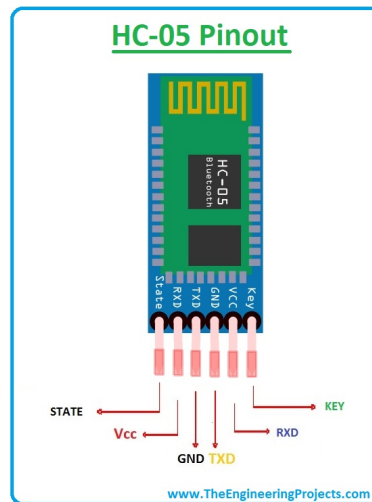 HC-05 Pinout
HC-05
Bluetooth
State
RXD
TXD
GND
VCC
Key
STATE
KEY
Vcc
RXD
GND
TXD
www.TheEngineeringProjects.com